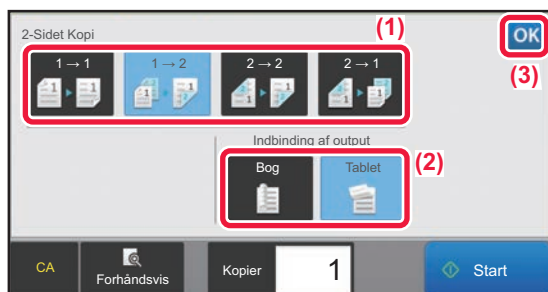 2-Sidet Kopi
(1)
OK
(3)
1 → 1
1 → 2
2 → 2
2 → 1
Indbinding af output
Bog
Tablet
(2)
CA
Forhåndsvis
Kopier
1
Start